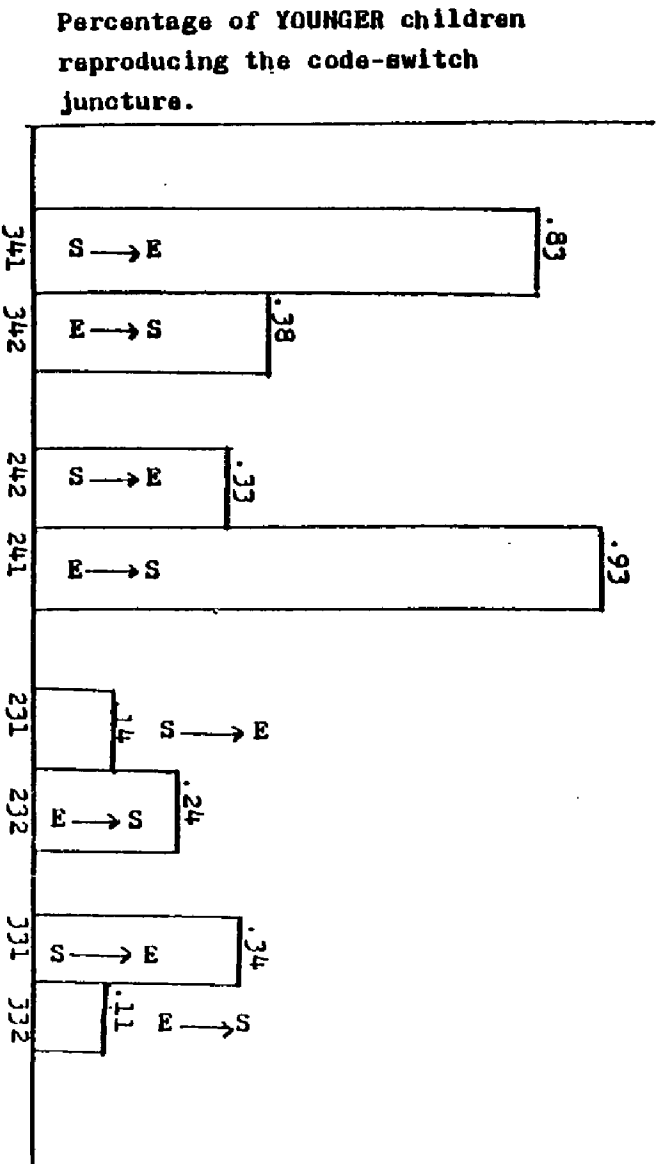 Percentage of YOUNGER children
reproducing the code-switch
juncture.
341 S → E .83
342 E → S .38
242 S → E .33
241 E → S .93
231 .14 S → E
232 E → S .24
331 S → E .34
332 .11 E → S